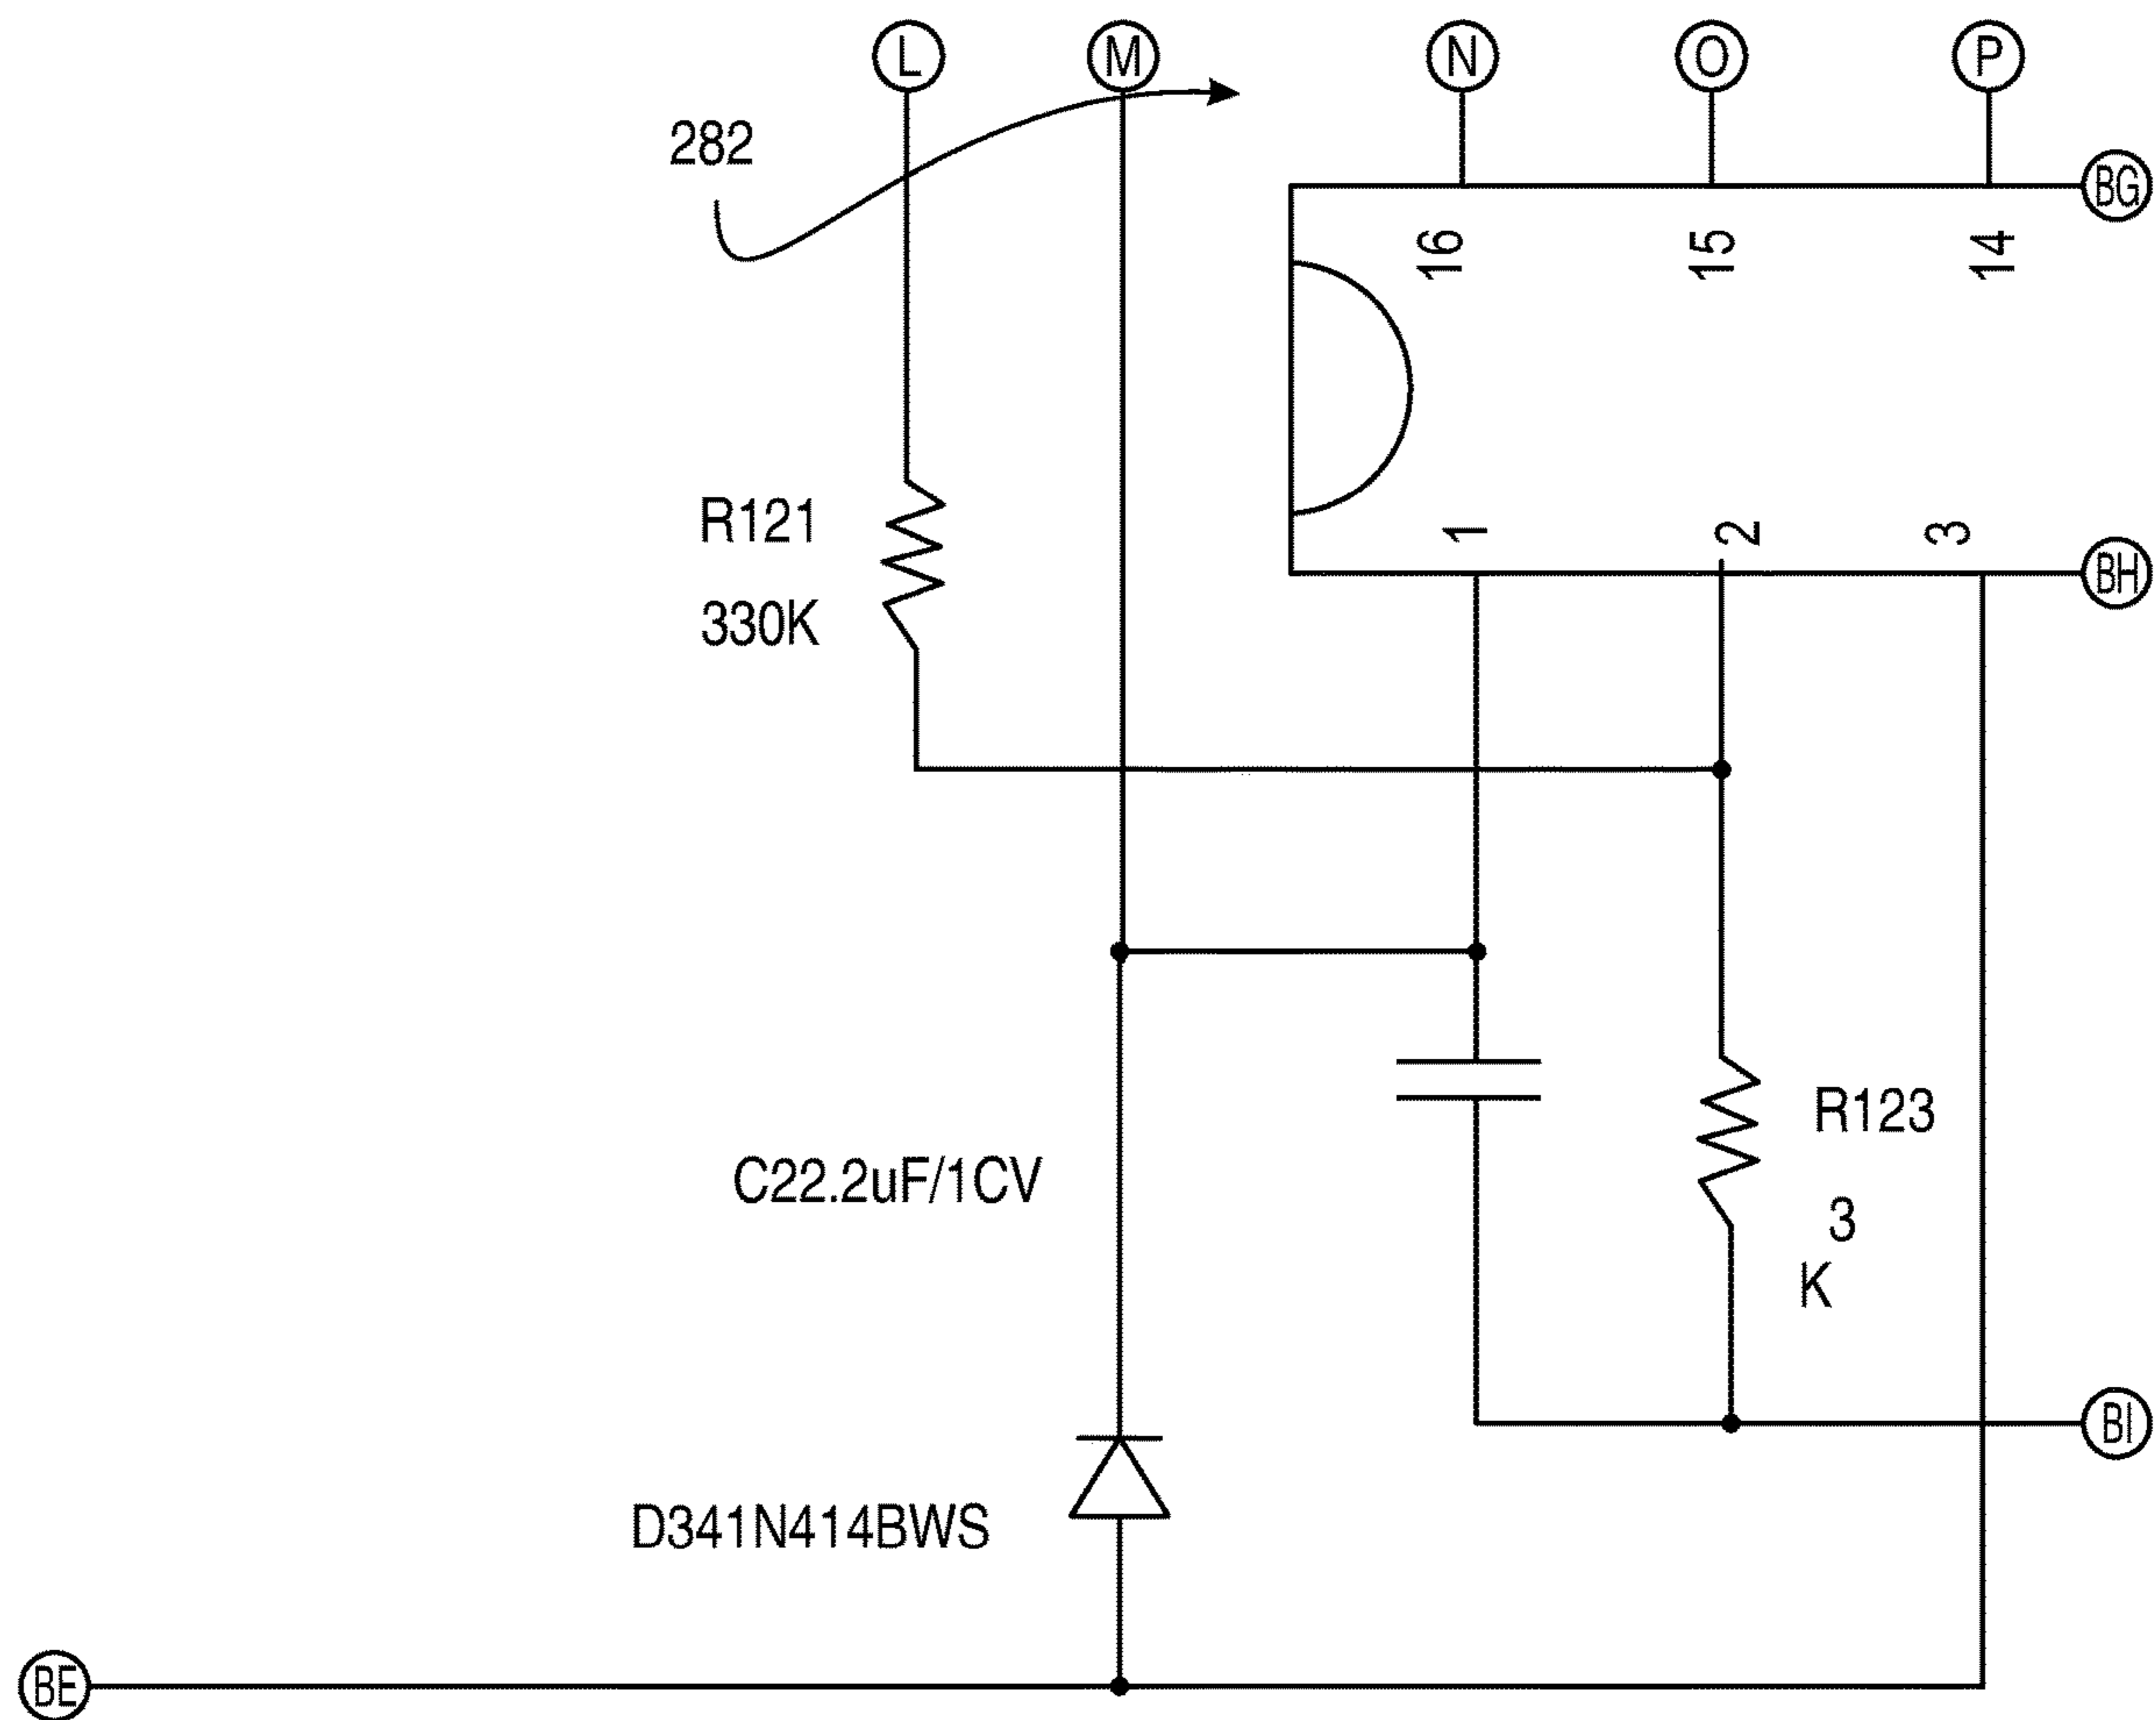 L M N O P
282
BG
16 15 14
R121
330K
1 2 3
BH
R123
C22.2uF/1CV
3
K
BI
D341N414BWS
BE